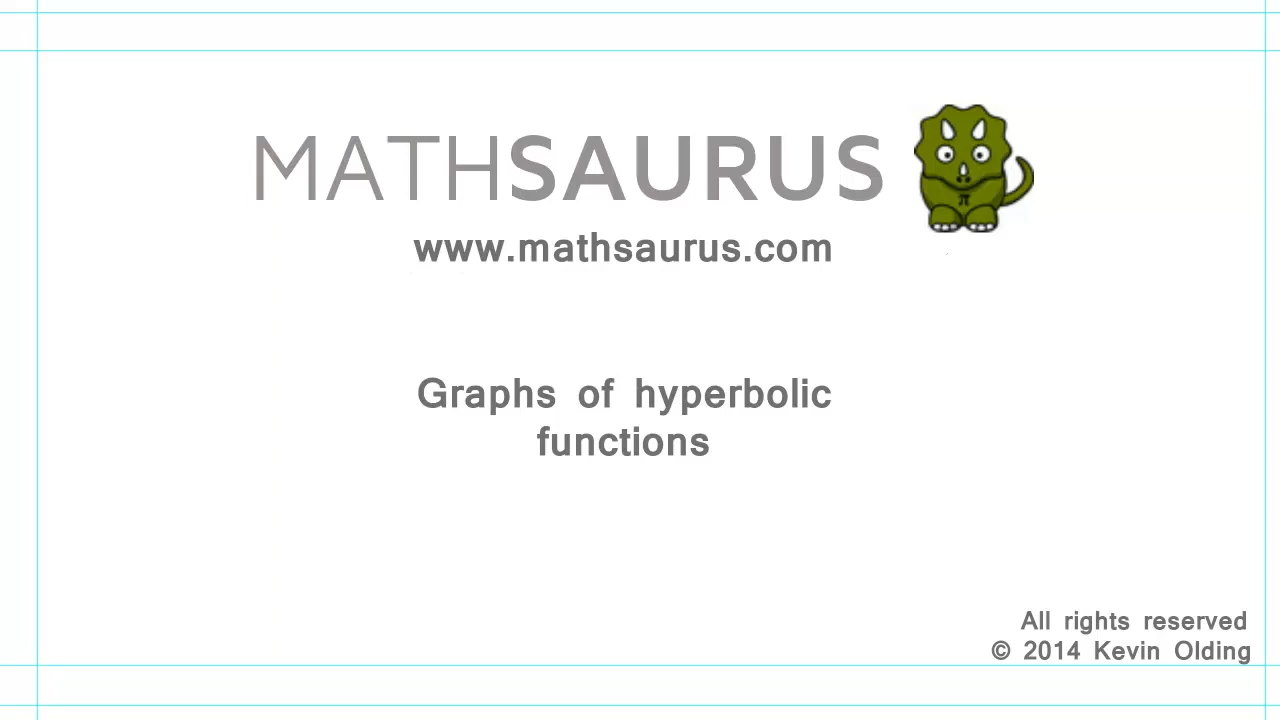 MATHSAURUS
www.mathsaurus.com
π
Graphs of hyperbolic
functions
All rights reserved
© 2014 Kevin Olding